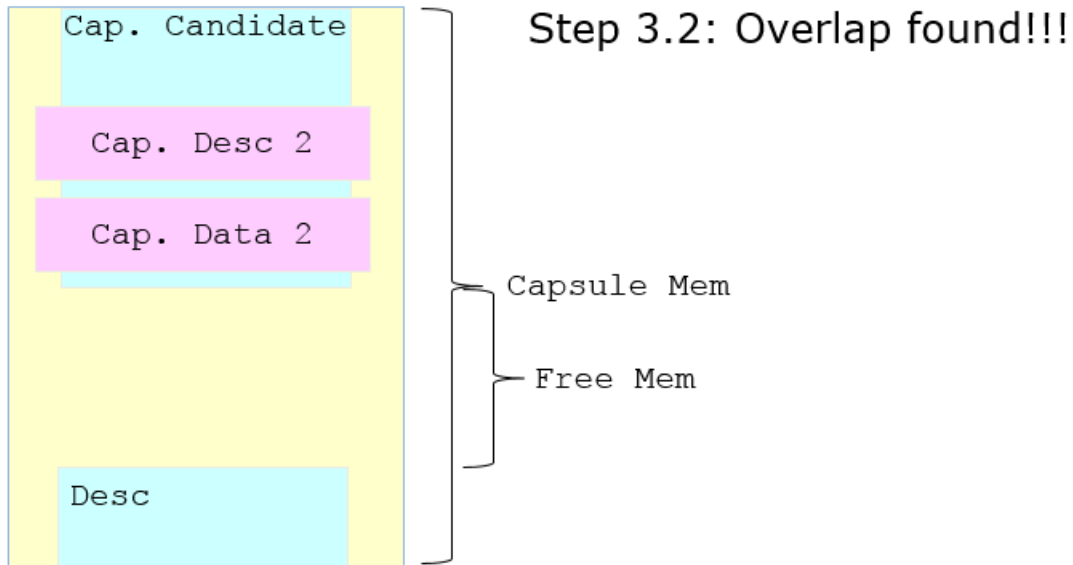 Cap. Candidate
Step 3.2: Overlap found!!!
Cap. Desc 2
Cap. Data 2
Capsule Mem
Free Mem
Desc